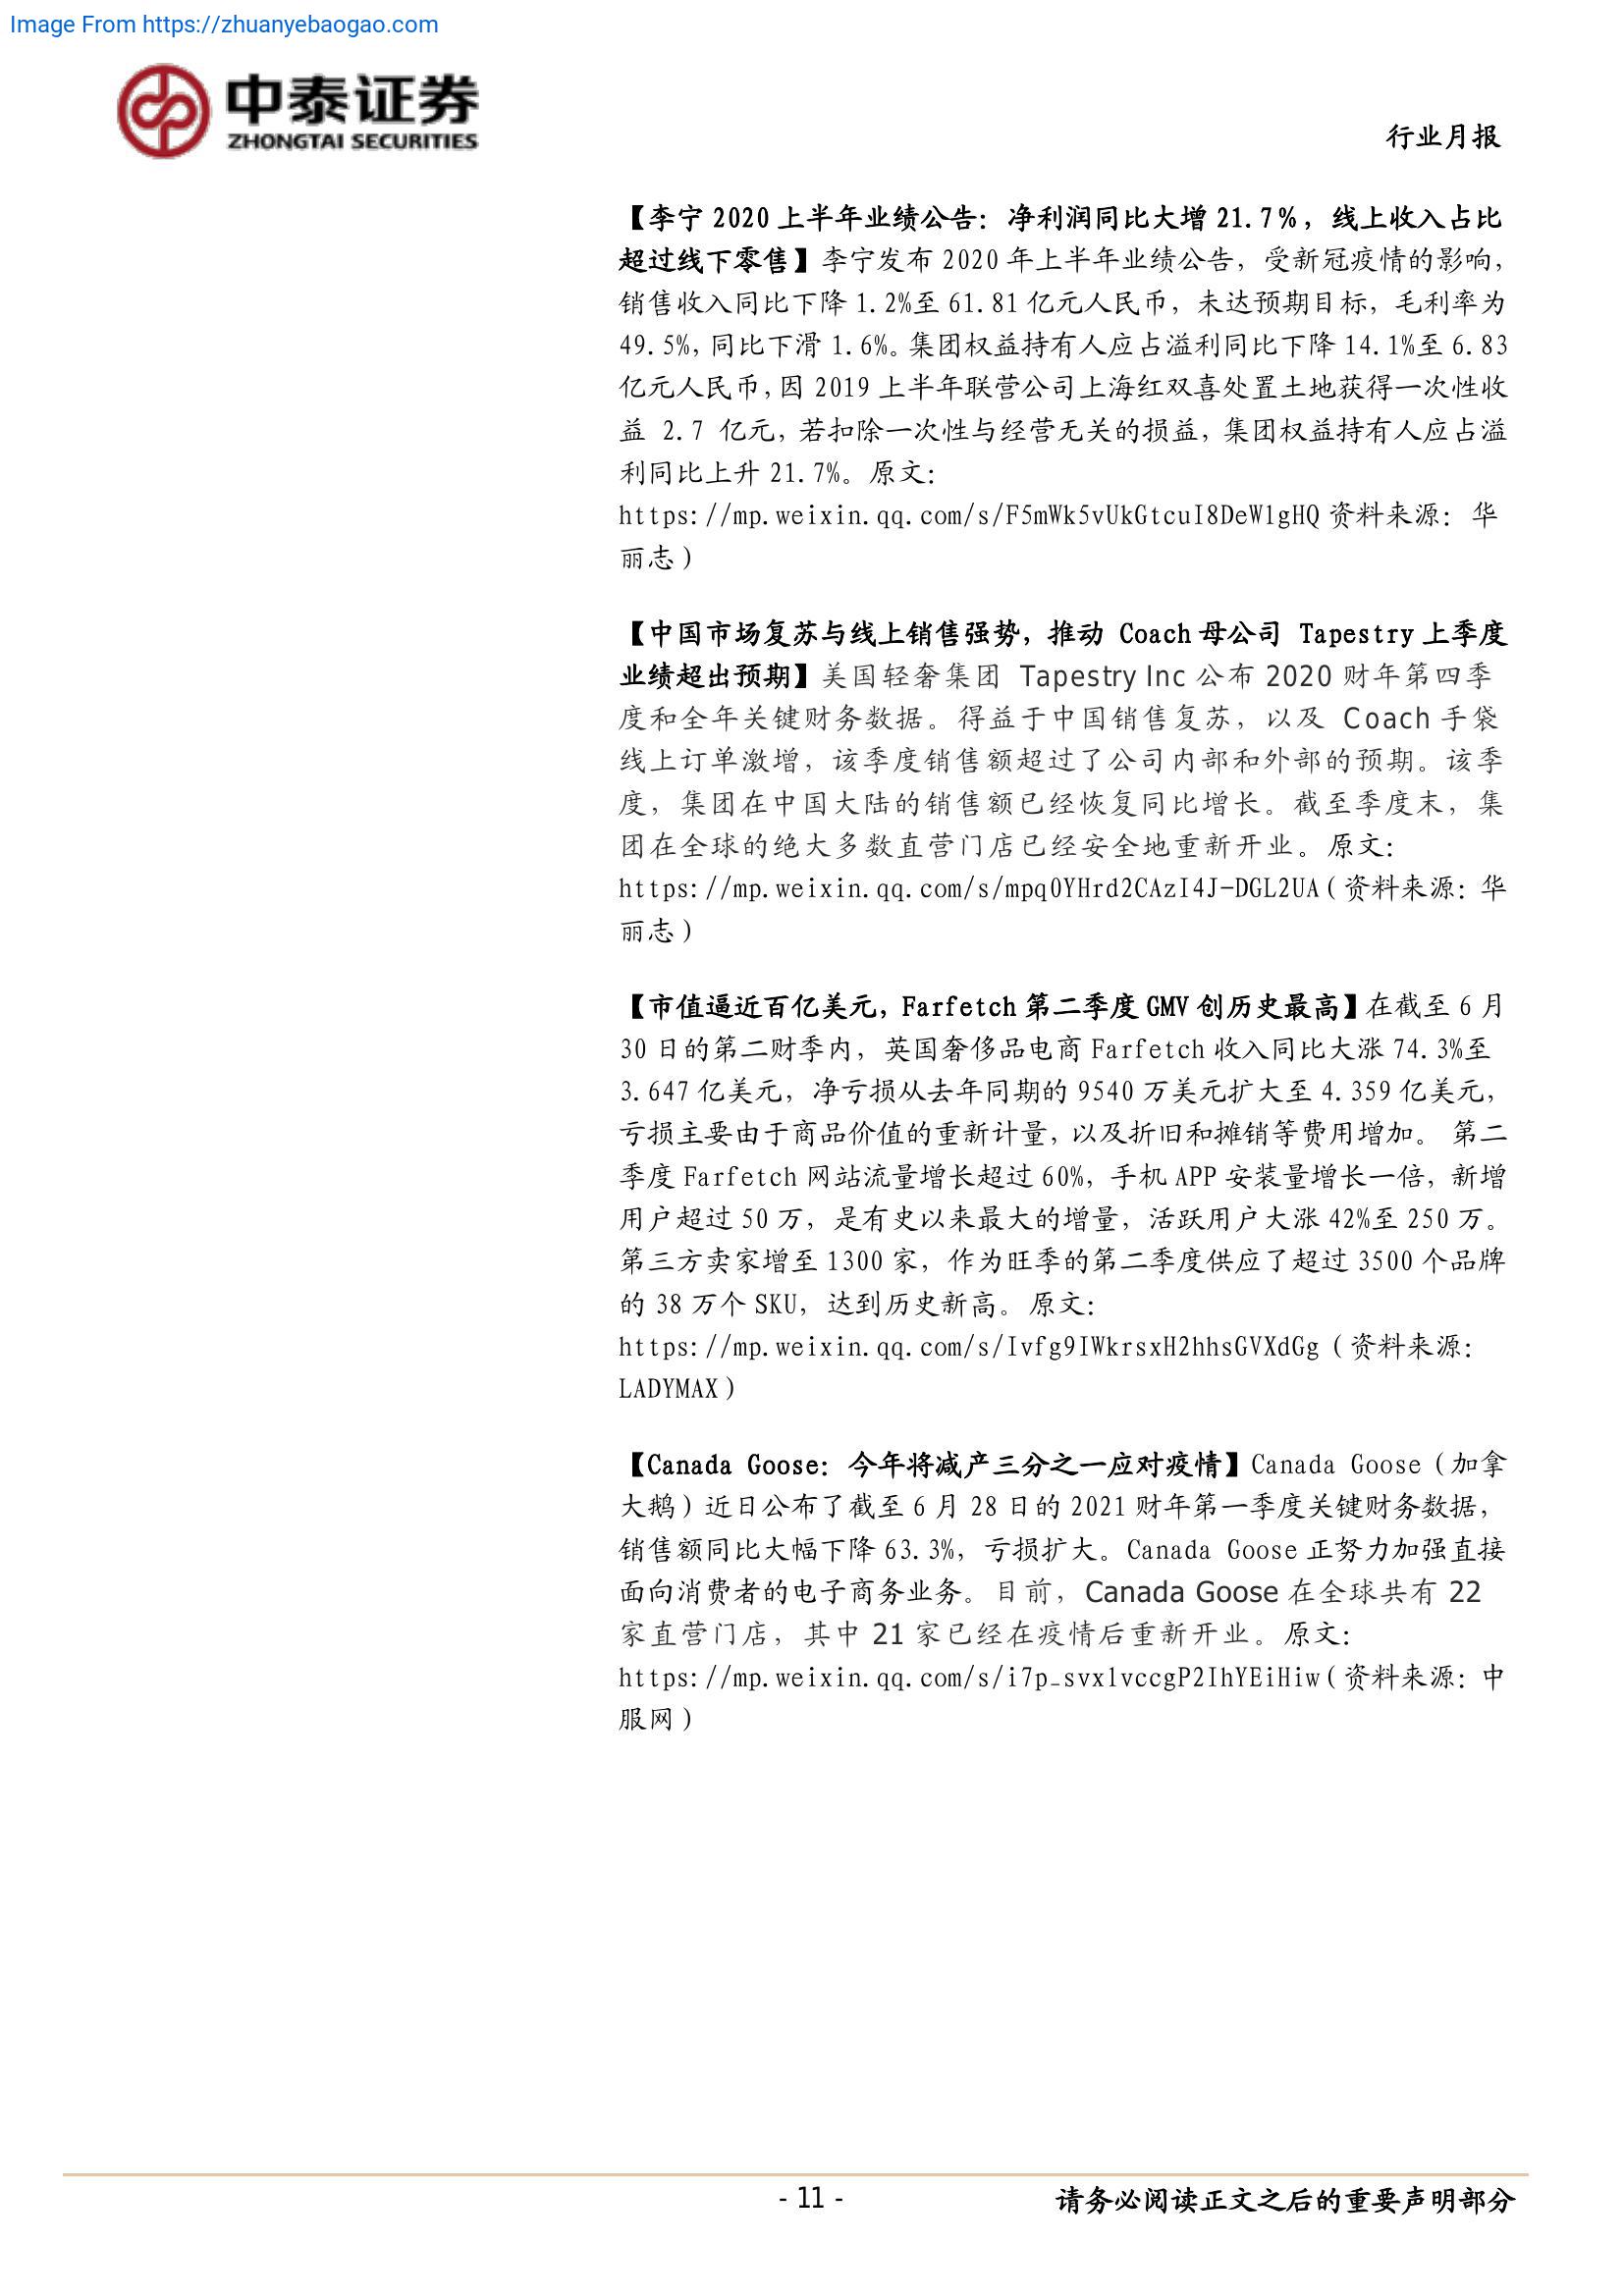 Image From https://zhuanyebaogao.com
中泰证券
ZHONGTAI SECURITIES
行业月报
【李宁 2020 上半年业绩公告：净利润同比大增 21.7％，线上收入占比
超过线下零售】李宁发布 2020 年上半年业绩公告，受新冠疫情的影响，
销售收入同比下降 1.2%至 61.81 亿元人民币，未达预期目标，毛利率为
49.5%，同比下滑 1.6%。集团权益持有人应占溢利同比下降 14.1%至 6.83
亿元人民币，因 2019 上半年联营公司上海红双喜处置土地获得一次性收
益 2.7 亿元，若扣除一次性与经营无关的损益，集团权益持有人应占溢
利同比上升 21.7%。原文：
https://mp.weixin.qq.com/s/F5mWk5vUkGtcuI8DeWlgHQ 资料来源：华
丽志）
【中国市场复苏与线上销售强势，推动 Coach 母公司 Tapestry 上季度
业绩超出预期】美国轻奢集团 Tapestry Inc 公布 2020 财年第四季
度和全年关键财务数据。得益于中国销售复苏，以及 Coach 手袋
线上订单激增，该季度销售额超过了公司内部和外部的预期。该季
度，集团在中国大陆的销售额已经恢复同比增长。截至季度末，集
团在全球的绝大多数直营门店已经安全地重新开业。原文：
https://mp.weixin.qq.com/s/mpq0YHrd2CAzI4J-DGL2UA（资料来源：华
丽志）
【市值逼近百亿美元，Farfetch 第二季度 GMV 创历史最高】在截至 6 月
30 日的第二财季内，英国奢侈品电商 Farfetch 收入同比大涨 74.3%至
3.647 亿美元，净亏损从去年同期的 9540 万美元扩大至 4.359 亿美元，
亏损主要由于商品价值的重新计量，以及折旧和摊销等费用增加。 第二
季度 Farfetch 网站流量增长超过 60%，手机 APP 安装量增长一倍，新增
用户超过 50 万，是有史以来最大的增量，活跃用户大涨 42%至 250 万。
第三方卖家增至 1300 家，作为旺季的第二季度供应了超过 3500 个品牌
的 38 万个 SKU，达到历史新高。原文：
https://mp.weixin.qq.com/s/Ivfg9IWkrsxH2hhsGVXdGg（资料来源：
LADYMAX）
【Canada Goose：今年将减产三分之一应对疫情】Canada Goose（加拿
大鹅）近日公布了截至 6 月 28 日的 2021 财年第一季度关键财务数据，
销售额同比大幅下降 63.3%，亏损扩大。Canada Goose 正努力加强直接
面向消费者的电子商务业务。目前，Canada Goose 在全球共有 22
家直营门店，其中 21 家已经在疫情后重新开业。原文：
https://mp.weixin.qq.com/s/i7p_svxlvccgP2IhYEiHiw（资料来源：中
服网）
- 11 -
请务必阅读正文之后的重要声明部分